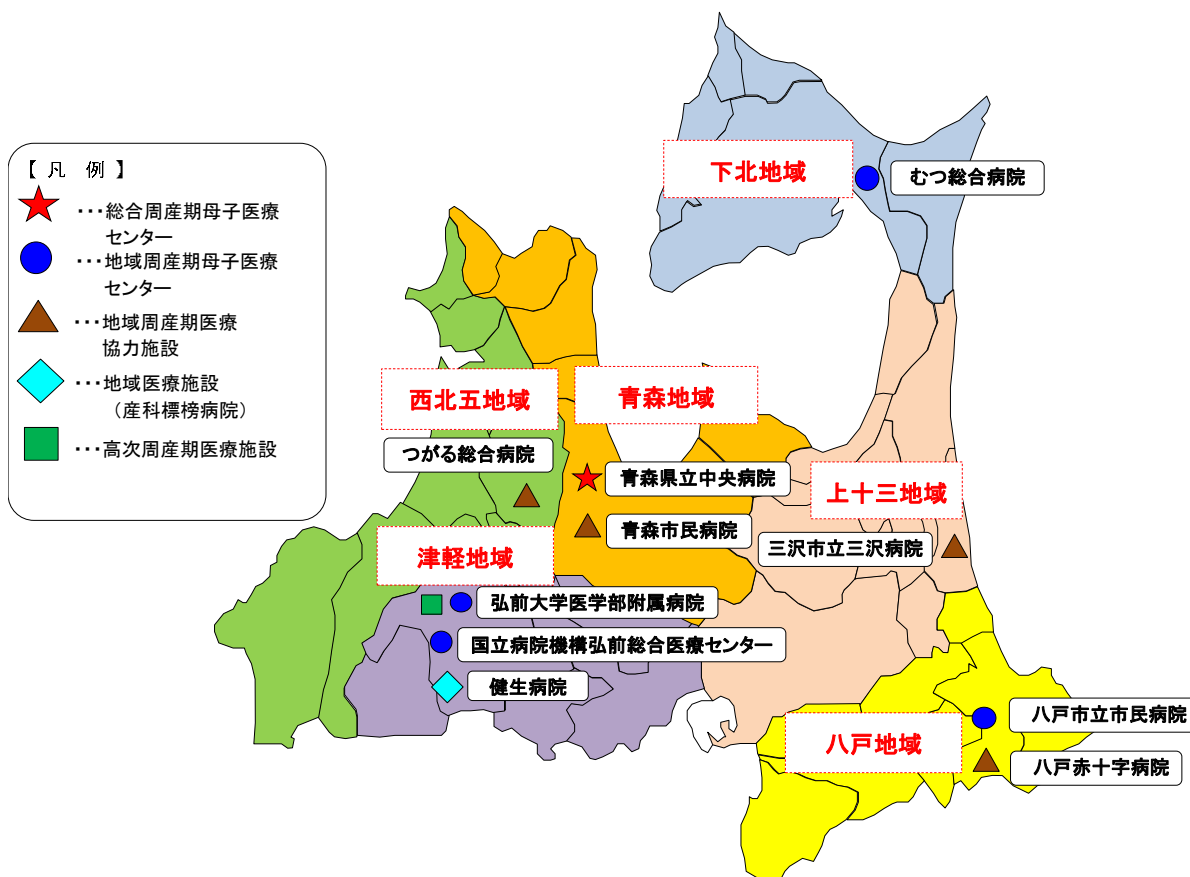 【 凡 例 】
･･･総合周産期母子医療
センター
･･･地域周産期母子医療
センター
･･･地域周産期医療
協力施設
･･･地域医療施設
（産科標榜病院）
･･･高次周産期医療施設
下北地域
むつ総合病院
西北五地域
つがる総合病院
青森地域
青森県立中央病院
青森市民病院
上十三地域
三沢市立三沢病院
津軽地域
弘前大学医学部附属病院
国立病院機構弘前総合医療センター
健生病院
八戸地域
八戸市立市民病院
八戸赤十字病院